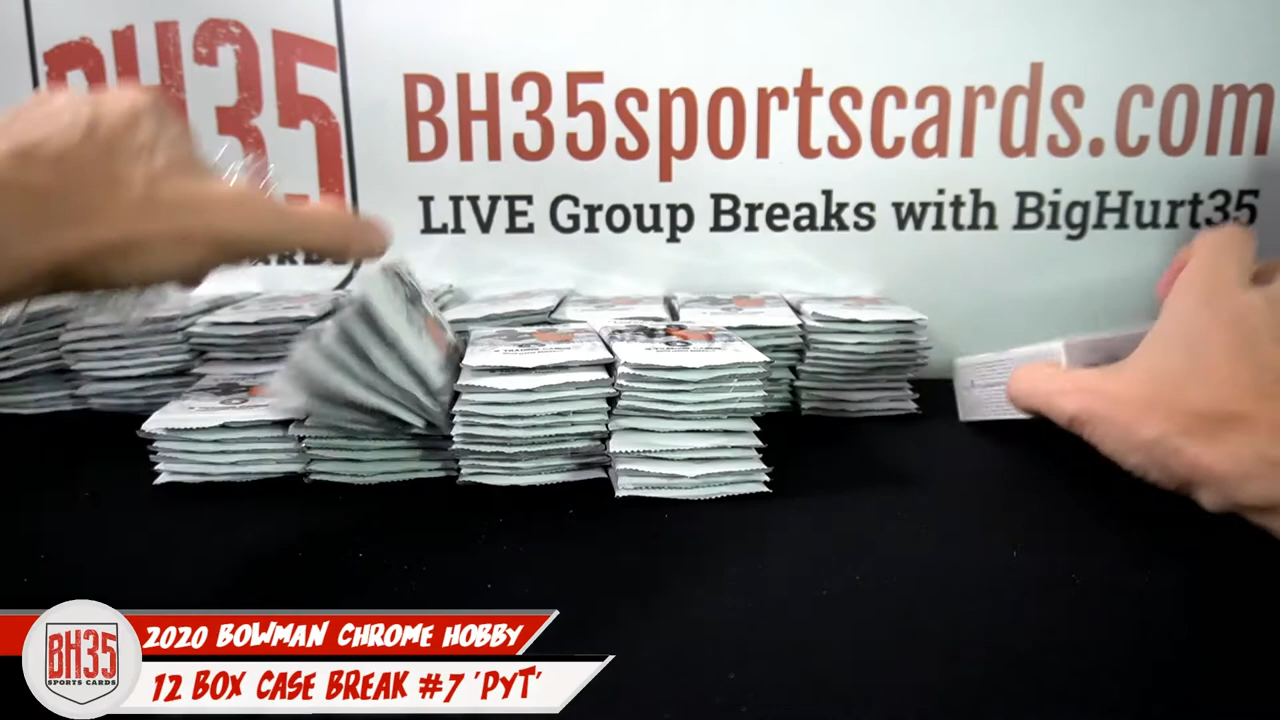 BH35
BH35sportscards.com
LIVE Group Breaks with BigHurt35
BH35
SPORTS CARDS
2020 BOWMAN CHROME HOBBY
12 BOX CASE BREAK #7 'PYT'